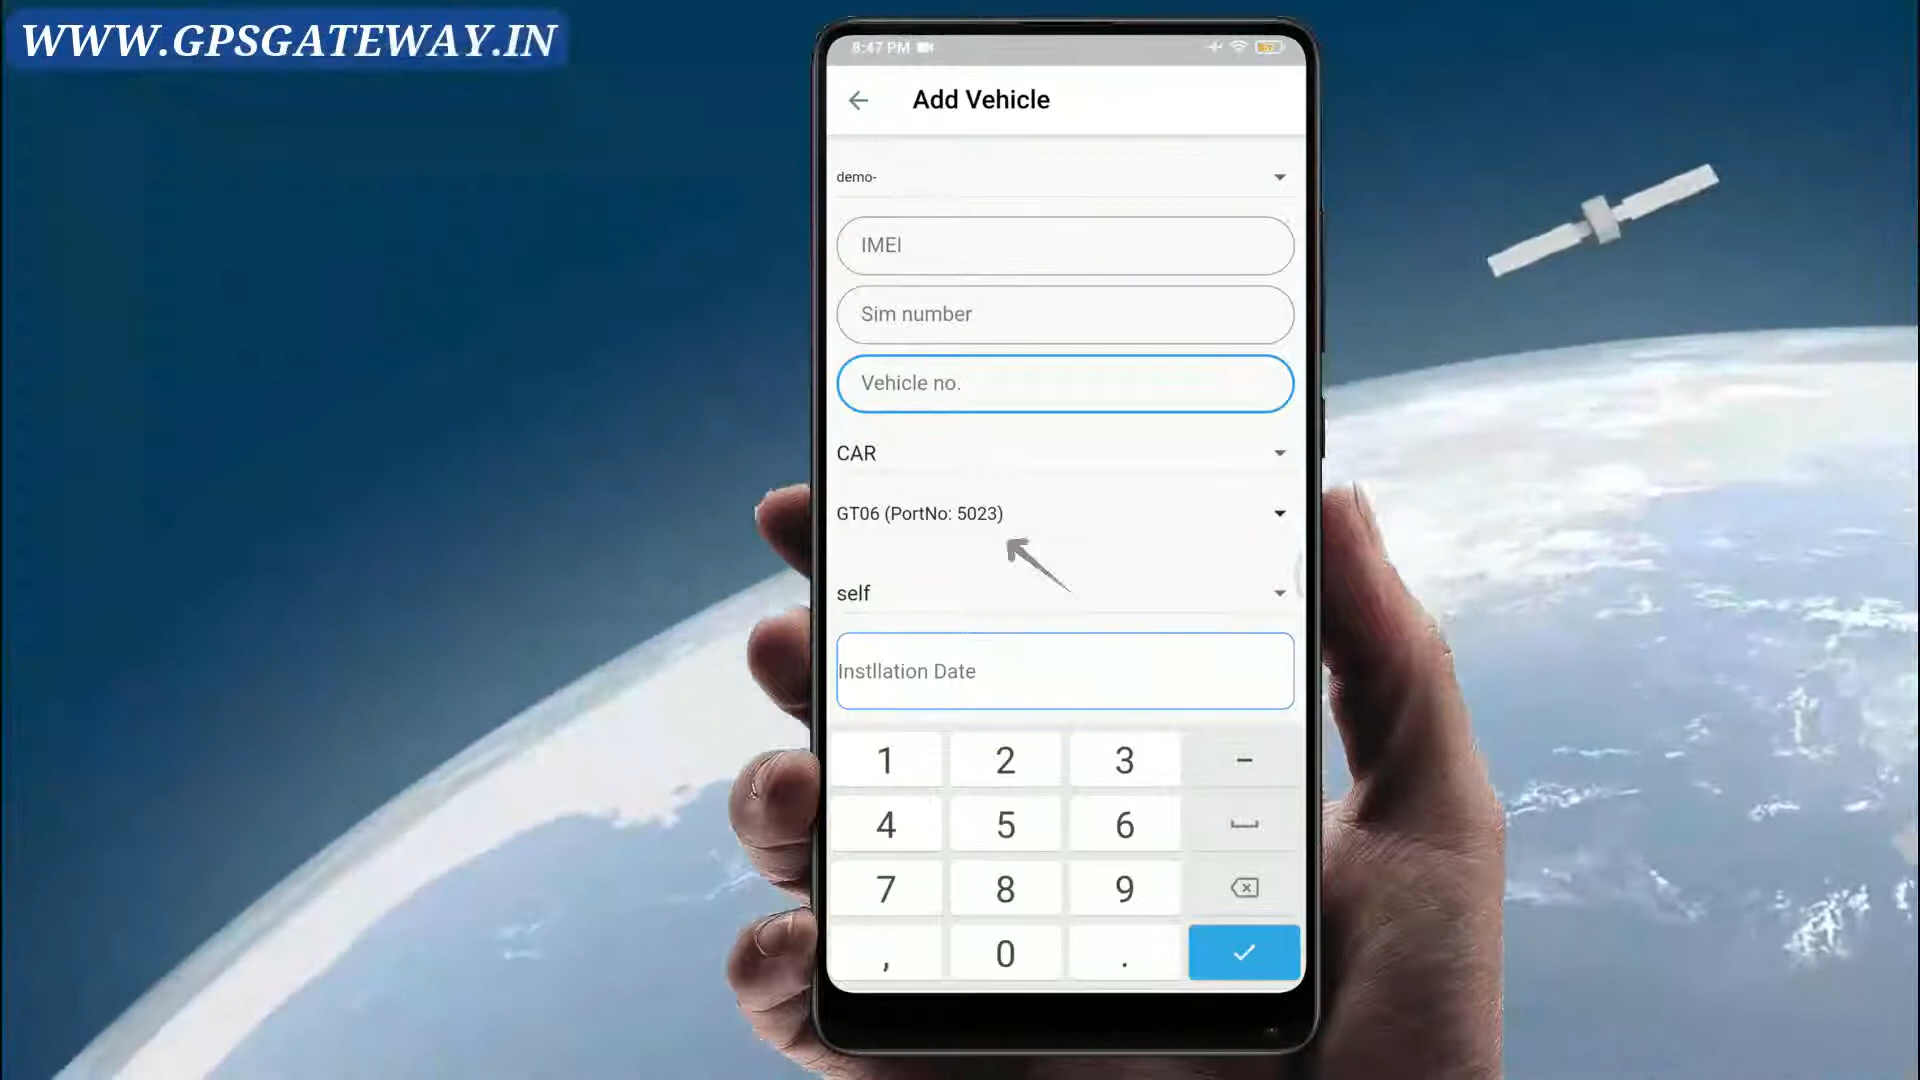 WWW.GPSGATEWAY.IN
8:47 PM
57
Add Vehicle
demo-
IMEI
Sim number
Vehicle no.
CAR
GT06 (PortNo: 5023)
self
Instllation Date
1 2 3 -
4 5 6
7 8 9
, 0 .